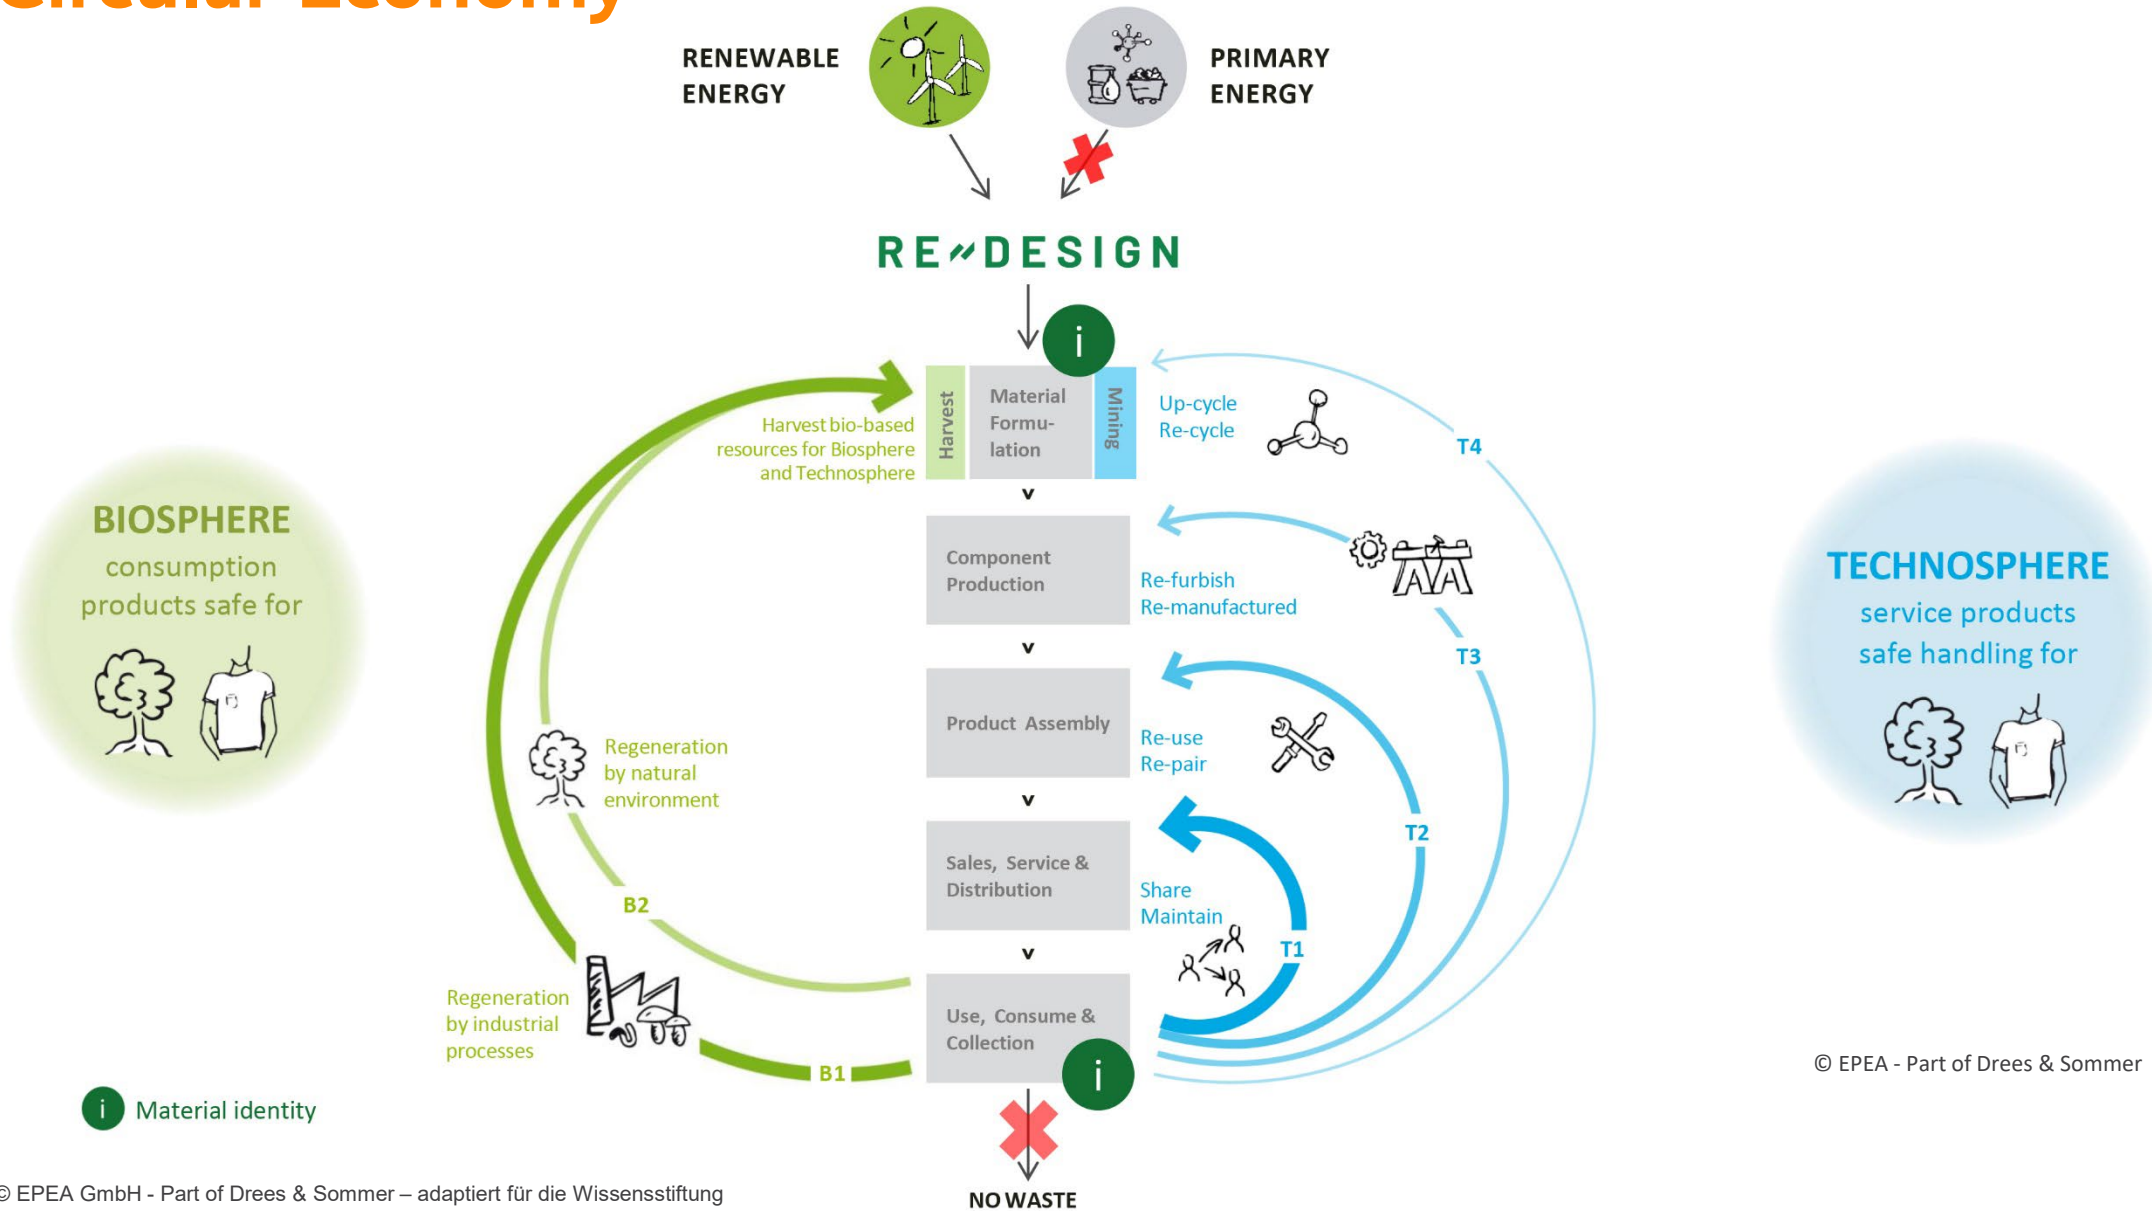 Circular Economy
RENEWABLE
ENERGY
PRIMARY
ENERGY
RE DESIGN
i
Harvest
Material
Formu-
lation
Mining
Harvest bio-based
resources for Biosphere
and Technosphere
Up-cycle
Re-cycle
T4
BIOSPHERE
consumption
products safe for
Component
Production
Re-furbish
Re-manufactured
T3
TECHNOSPHERE
service products
safe handling for
Product Assembly
Re-use
Re-pair
Regeneration
by natural
environment
T2
Sales, Service &
Distribution
Share
Maintain
B2
T1
Use, Consume &
Collection
i
Regeneration
by industrial
processes
B1
© EPEA - Part of Drees & Sommer
i Material identity
NO WASTE
© EPEA GmbH - Part of Drees & Sommer – adaptiert für die Wissensstiftung